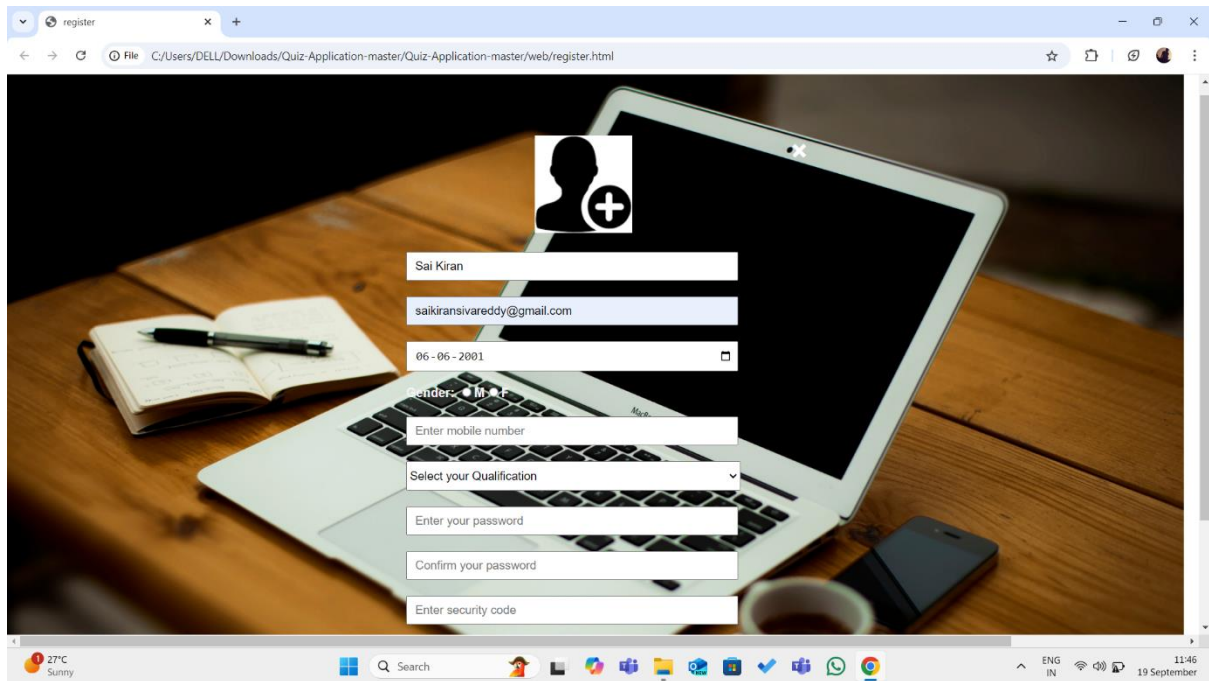 register
File C:/Users/DELL/Downloads/Quiz-Application-master/Quiz-Application-master/web/register.html
Sai Kiran
saikiransivareddy@gmail.com
06-06-2001
Gender: M F
Enter mobile number
Select your Qualification
Enter your password
Confirm your password
Enter security code
1
27°C
Sunny
Search
ENG
IN
11:46
19 September